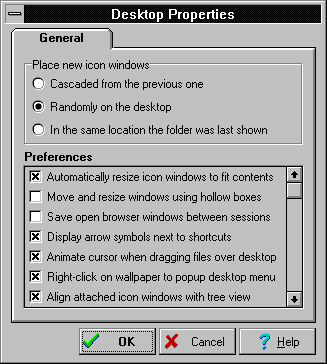 Desktop Properties
General
Place new icon windows
Cascaded from the previous one
Randomly on the desktop
In the same location the folder was last shown
Preferences
Automatically resize icon windows to fit contents
Move and resize windows using hollow boxes
Save open browser windows between sessions
Display arrow symbols next to shortcuts
Animate cursor when dragging files over desktop
Right-click on wallpaper to popup desktop menu
Align attached icon windows with tree view
OK Cancel ? Help